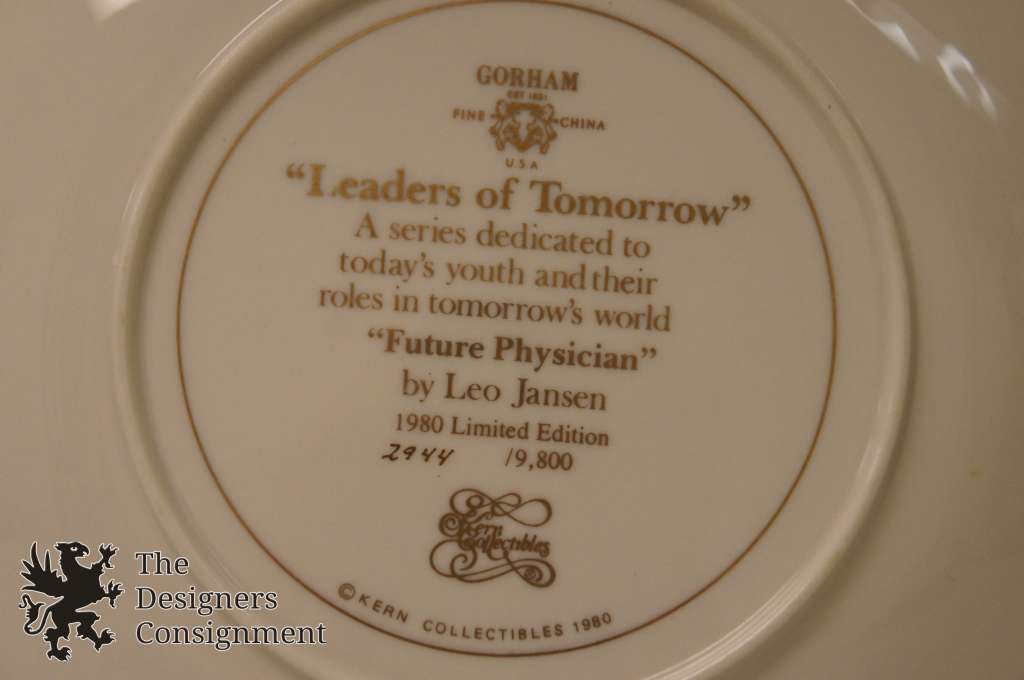 GORHAM
EST 1831
FINE CHINA
U.S.A
“Leaders of Tomorrow”
A series dedicated to
today’s youth and their
roles in tomorrow’s world
“Future Physician”
by Leo Jansen
1980 Limited Edition
2944 /9,800
Kern
Collectibles
© KERN COLLECTIBLES 1980
The
Designers
Consignment